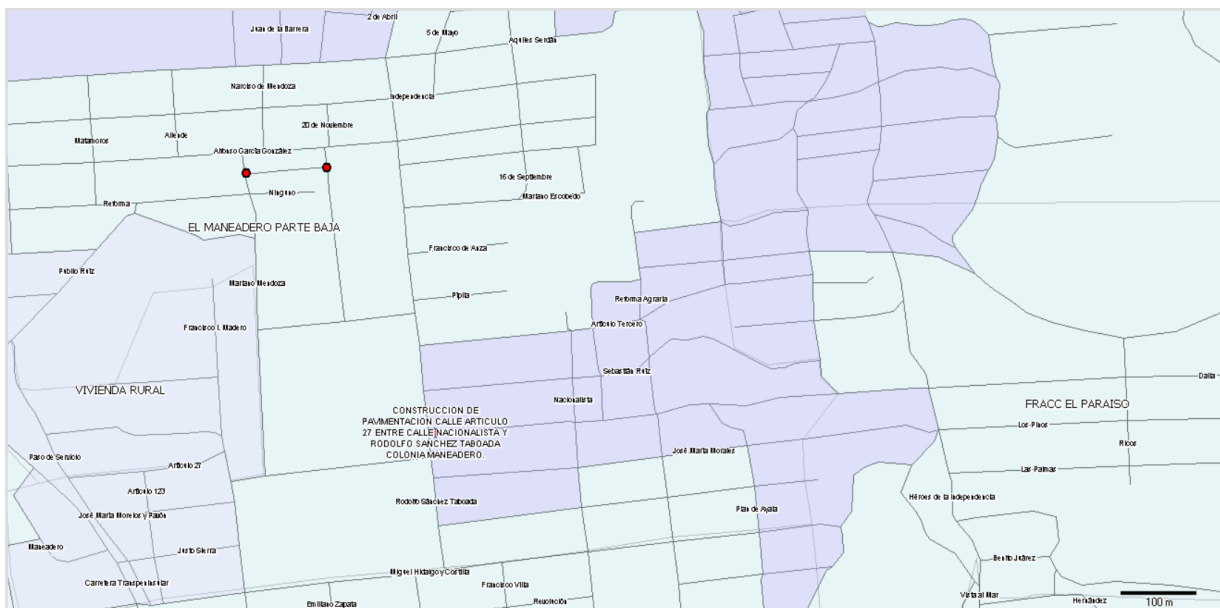 2 de Abril
Juan de la Barrera
5 de Mayo
Aquiles Serdán
Narciso de Mendoza
Independencia
20 de Noviembre
Allende
Matamoros
Alfonso García González
16 de Septiembre
Ninguno
Mariano Escobedo
Reforma
EL MANEADERO PARTE BAJA
Francisco de Anza
Publio Ruiz
Mariano Mendoza
Pipila
Reforma Agraria
Francisco I. Madero
Artículo Tercero
Sebastián Ruiz
Dalia
VIVIENDA RURAL
Nacionalista
FRACC EL PARAISO
CONSTRUCCION DE
PAVIMENTACION CALLE ARTICULO
27 ENTRE CALLE NACIONALISTA Y
RODOLFO SANCHEZ TABOADA
COLONIA MANEADERO.
Los Pinos
Ricos
José María Morales
Paso de Servicio
Artículo 27
Las Palmas
Artículo 123
Rodolfo Sánchez Taboada
Héroes de la Independencia
Plan de Ayala
José María Morelos y Pavón
Maneadero
Justo Sierra
Benito Juárez
Miguel Hidalgo y Costilla
Carretera Transpeninsular
Francisco Villa
Vista al Mar
Hernández
Revolución
Emiliano Zapata
100 m